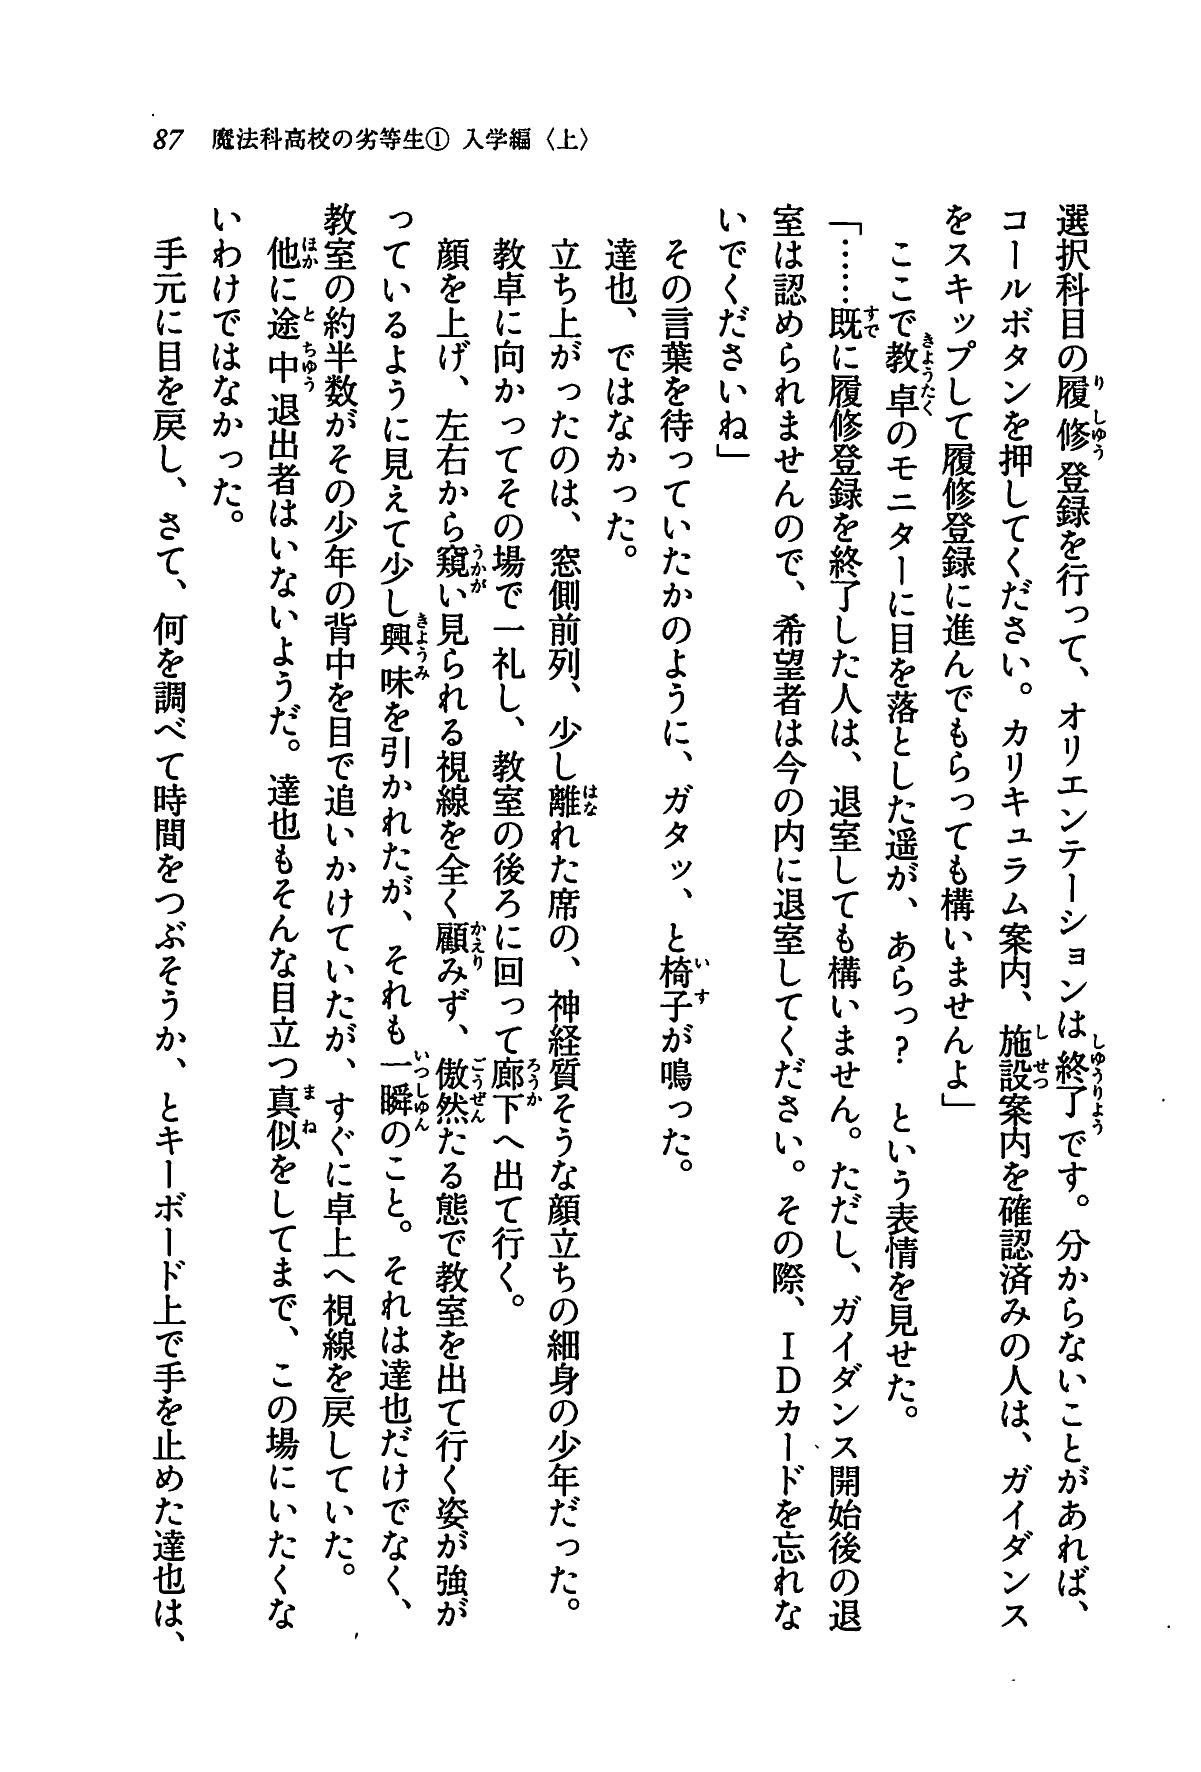 87 魔法科高校の劣等生① 入学編〈上〉
選択科目の履修登録を行って、オリエンテーションは終了です。分からないことがあれば、
コールボタンを押してください。カリキュラム案内、施設案内を確認済みの人は、ガイダンス
をスキップして履修登録に進んでもらっても構いませんよ」
ここで教卓のモニターに目を落とした遥が、あらっ？　という表情を見せた。
「……既に履修登録を終了した人は、退室しても構いません。ただし、ガイダンス開始後の退
室は認められませんので、希望者は今の内に退室してください。その際、ＩＤカードを忘れな
いでくださいね」
その言葉を待っていたかのように、ガタッ、と椅子が鳴った。
達也、ではなかった。
立ち上がったのは、窓側前列、少し離れた席の、神経質そうな顔立ちの細身の少年だった。
教卓に向かってその場で一礼し、教室の後ろに回って廊下へ出て行く。
顔を上げ、左右から窺い見られる視線を全く顧みず、傲然たる態で教室を出て行く姿が強が
っているように見えて少し興味を引かれたが、それも一瞬のこと。それは達也だけでなく、
教室の約半数がその少年の背中を目で追いかけていたが、すぐに卓上へ視線を戻していた。
他に途中退出者はいないようだ。達也もそんな目立つ真似をしてまで、この場にいたくな
いわけではなかった。
手元に目を戻し、さて、何を調べて時間をつぶそうか、とキーボード上で手を止めた達也は、